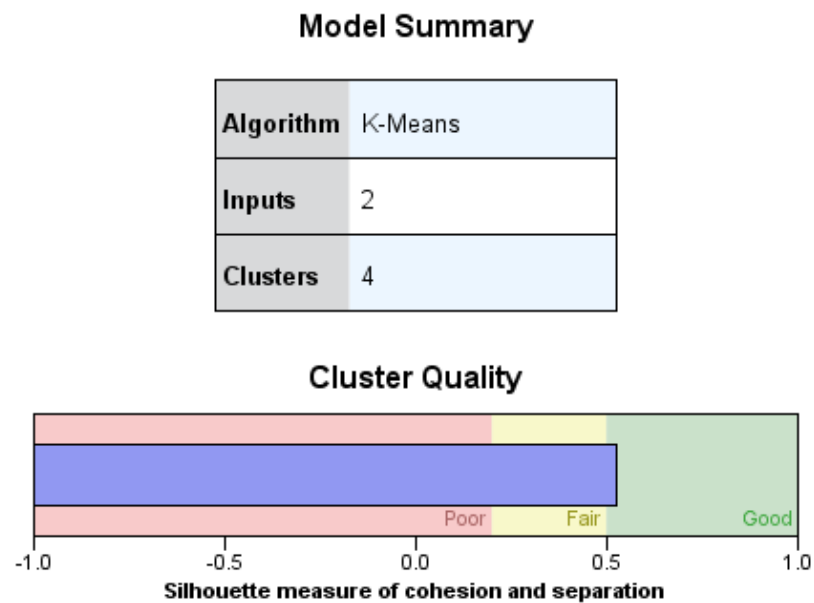 Model Summary
Algorithm K-Means
Inputs 2
Clusters 4
Cluster Quality
Poor Fair Good
-1.0 -0.5 0.0 0.5 1.0
Silhouette measure of cohesion and separation